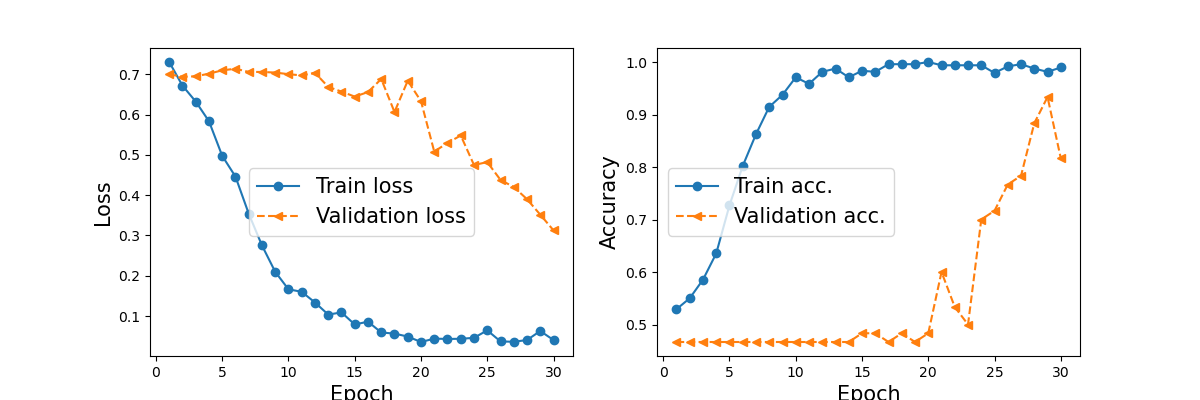 Loss
0.7
0.6
0.5
0.4
0.3
0.2
0.1
Train loss
Validation loss
0 5 10 15 20 25 30
Epoch
Accuracy
1.0
0.9
0.8
0.7
0.6
0.5
Train acc.
Validation acc.
0 5 10 15 20 25 30
Epoch